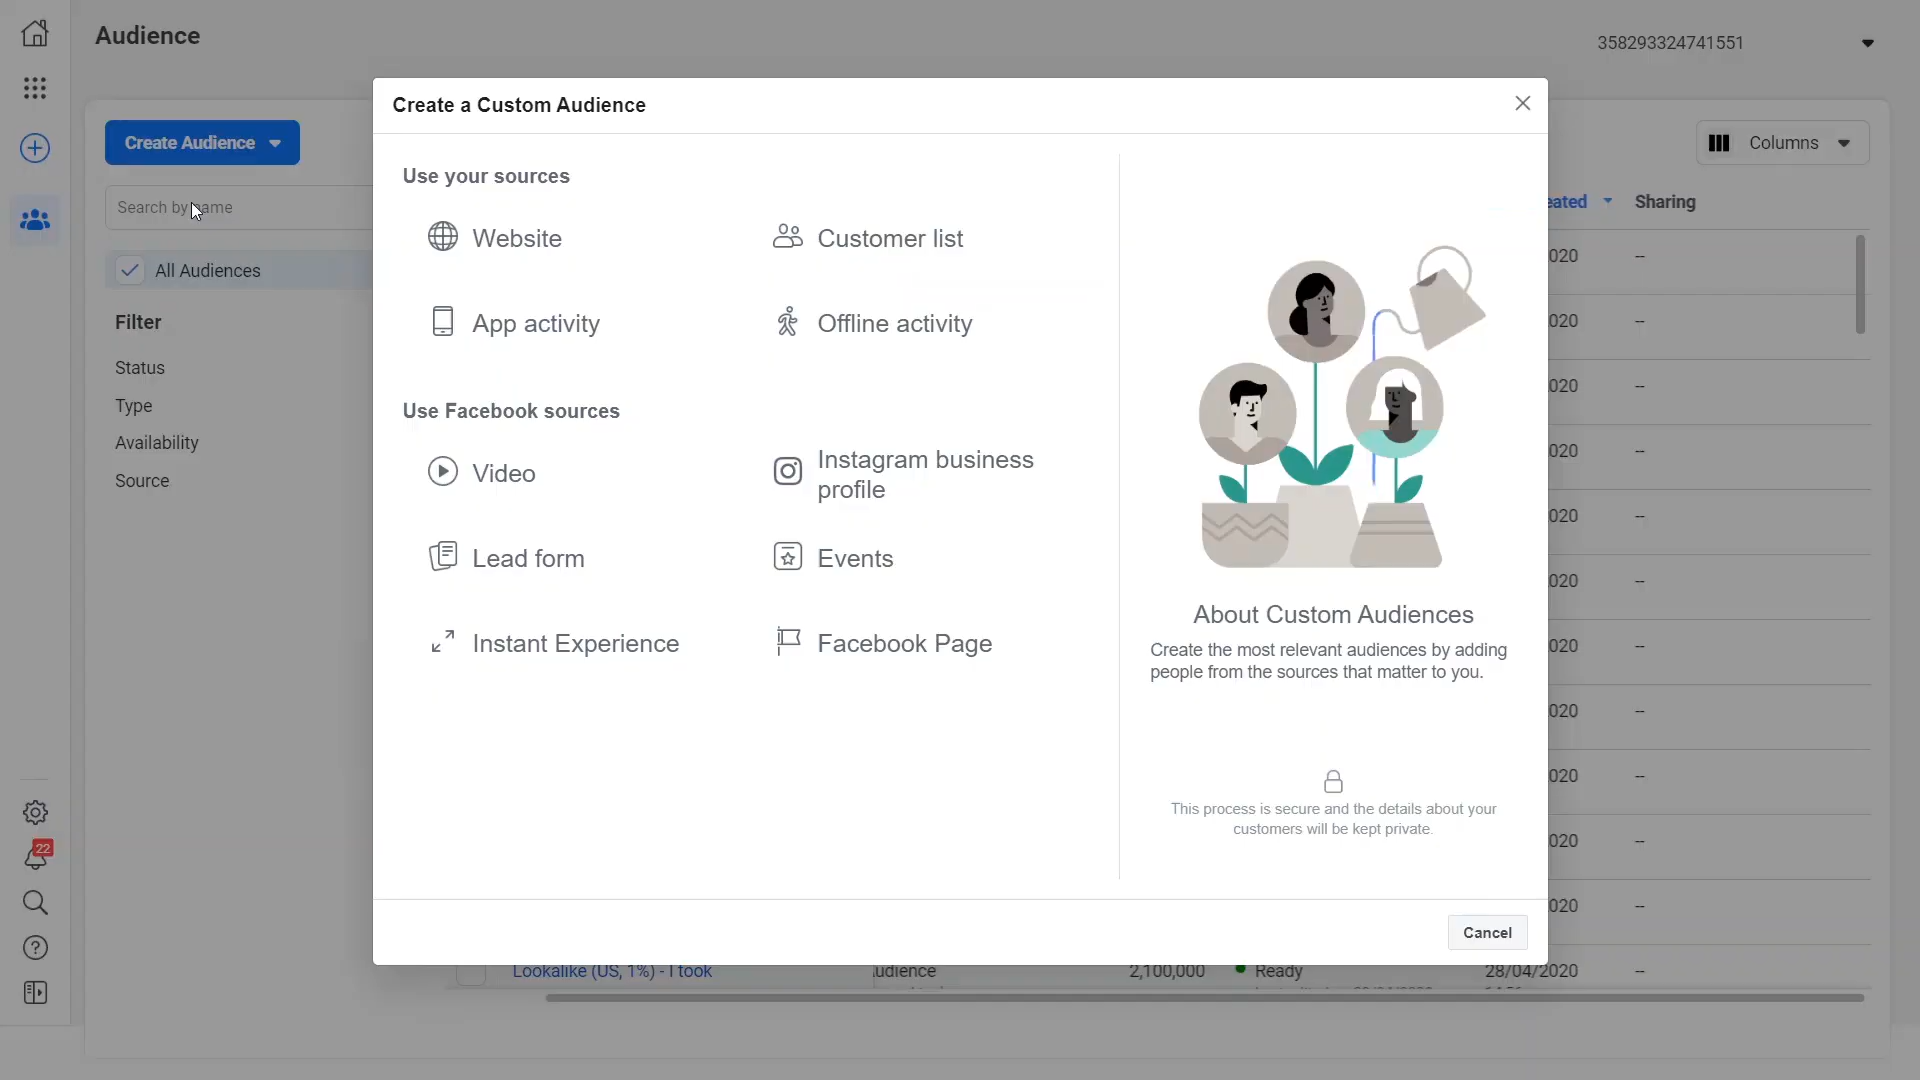 Audience
358293324741551
Create a Custom Audience
Create Audience
Columns
Use your sources
Search by name
eated
Sharing
Website
Customer list
All Audiences
020
--
App activity
Offline activity
Filter
020
--
Status
020
--
Type
Use Facebook sources
Availability
020
--
Video
Instagram business
profile
Source
020
--
Lead form
Events
020
--
Instant Experience
Facebook Page
About Custom Audiences
020
--
Create the most relevant audiences by adding
people from the sources that matter to you.
020
--
020
--
This process is secure and the details about your
customers will be kept private.
22
020
--
020
--
Cancel
Lookalike (US, 1%) - I took
udience
2,100,000
Ready
28/04/2020
--